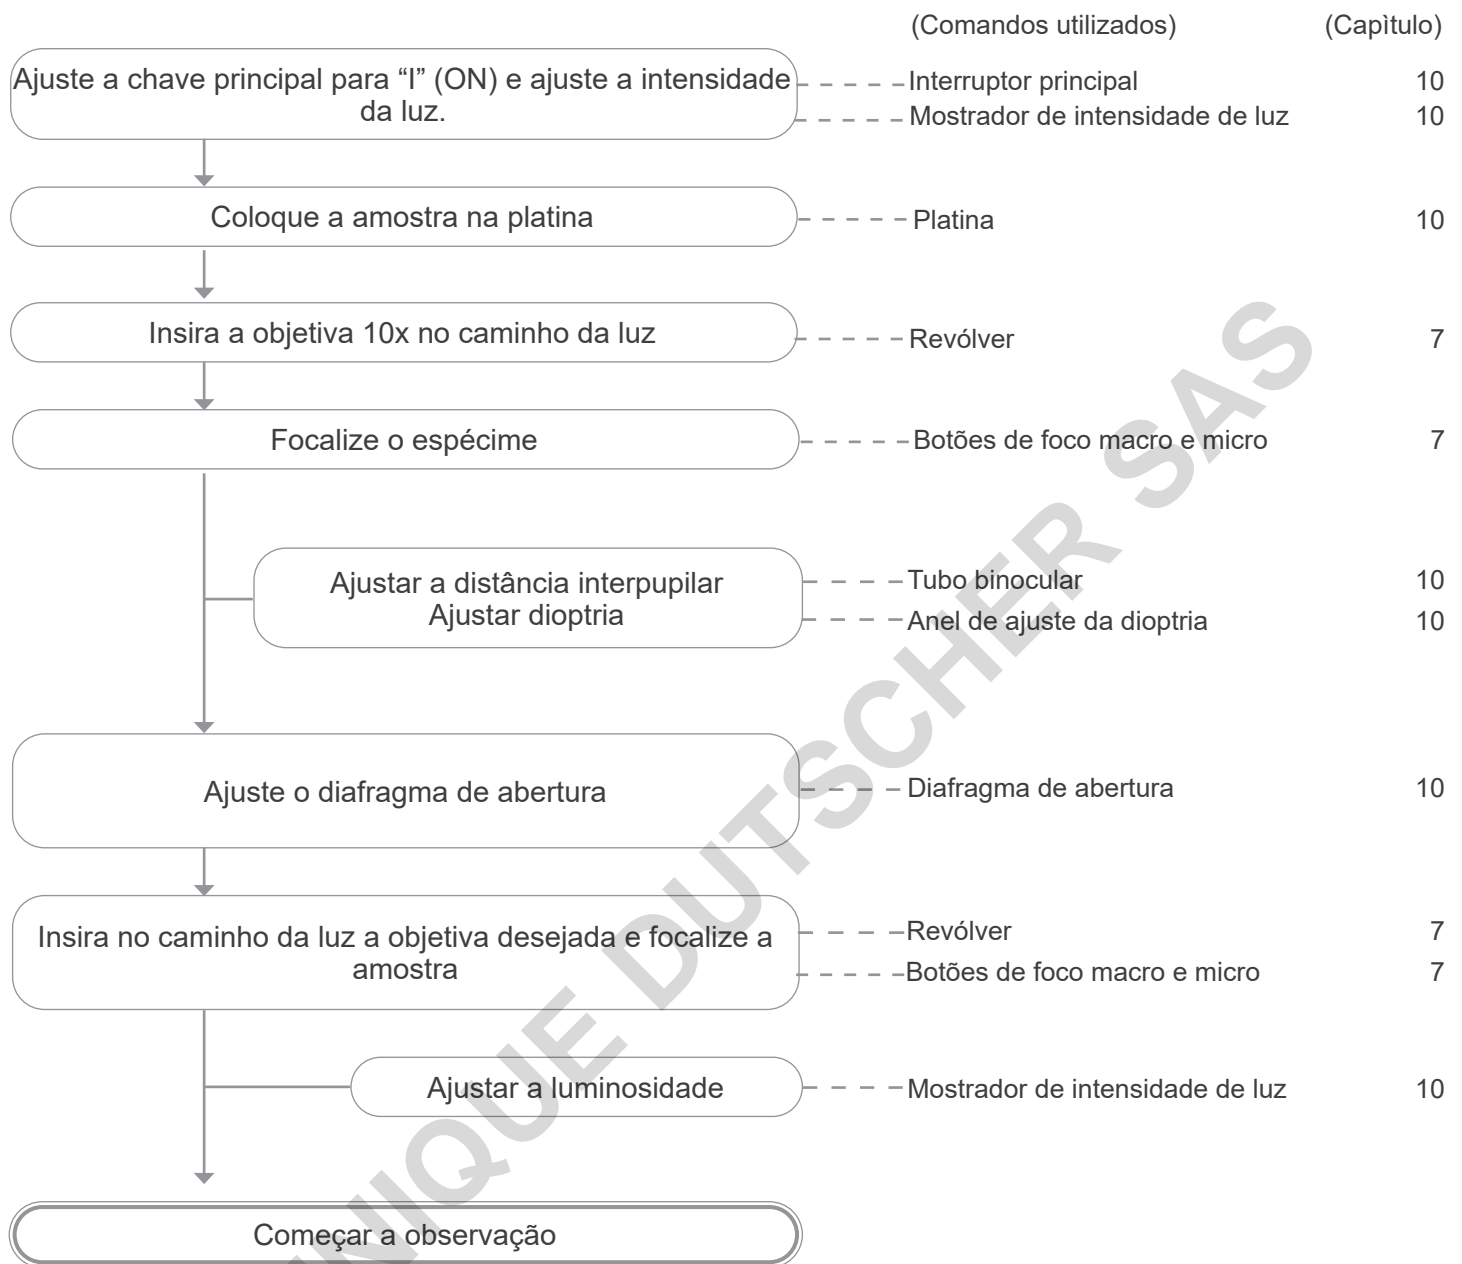 (Comandos utilizados) (Capìtulo)
Ajuste a chave principal para “I” (ON) e ajuste a intensidade
da luz.
Interruptor principal 10
Mostrador de intensidade de luz 10
Coloque a amostra na platina
Platina 10
Insira a objetiva 10x no caminho da luz
Revólver 7
Focalize o espécime
Botões de foco macro e micro 7
Ajustar a distância interpupilar
Ajustar dioptria
Tubo binocular 10
Anel de ajuste da dioptria 10
Ajuste o diafragma de abertura
Diafragma de abertura 10
Insira no caminho da luz a objetiva desejada e focalize a
amostra
Revólver 7
Botões de foco macro e micro 7
Ajustar a luminosidade
Mostrador de intensidade de luz 10
Começar a observação
NIQUE DUTSCHER SAS